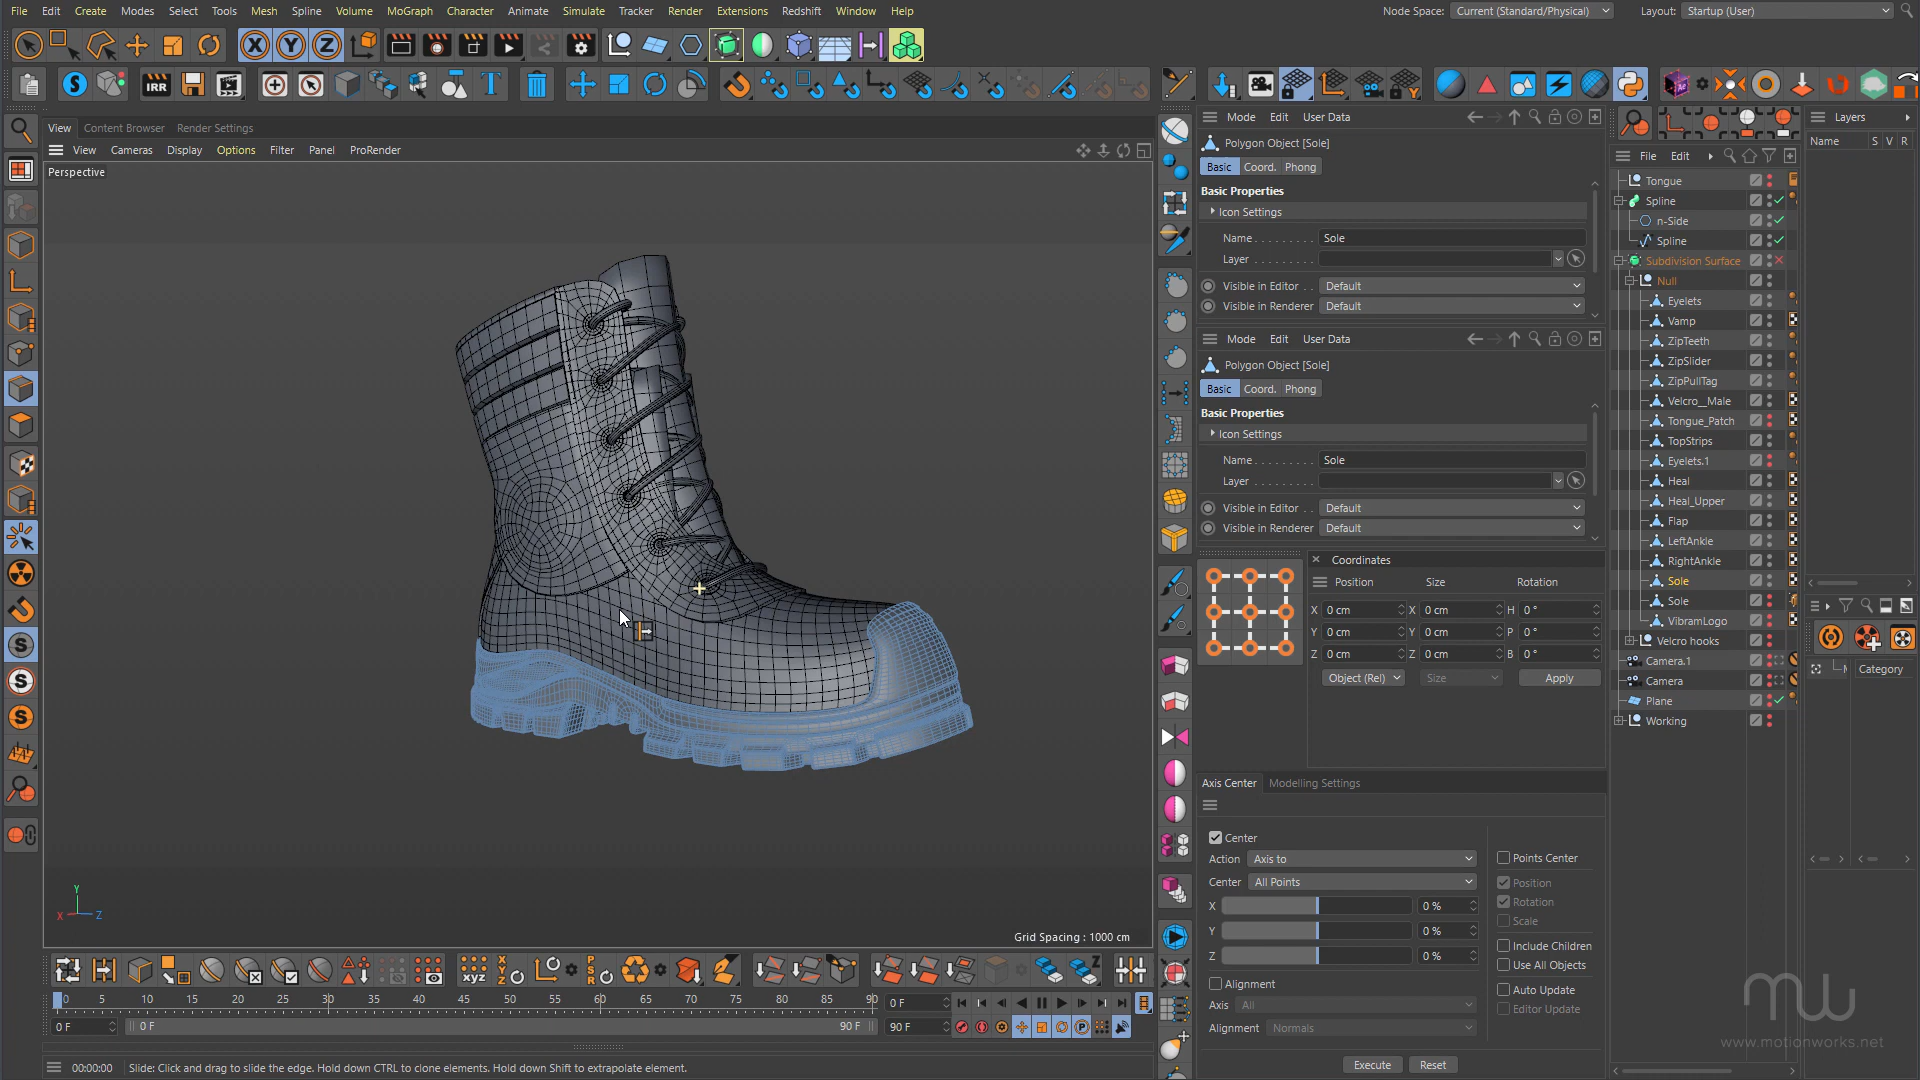 File Edit Create Modes Select Tools Mesh Spline Volume MoGraph Character Animate Simulate Tracker Render Extensions Redshift Window Help
Node Space: Current (Standard/Physical) Layout: Startup (User)
IRR
View Content Browser Render Settings
View Cameras Display Options Filter Panel ProRender
Perspective
Grid Spacing : 1000 cm
Y
X Z
0 5 10 15 20 25 30 35 40 45 50 55 60 65 70 75 80 85 90
0 F
0 F 0 F 90 F 90 F
00:00:00 Slide: Click and drag to slide the edge. Hold down CTRL to clone elements. Hold down Shift to extrapolate element.
Mode Edit User Data
Polygon Object [Sole]
Basic Coord. Phong
Basic Properties
Icon Settings
Name Sole
Layer
Visible in Editor Default
Visible in Renderer Default
Mode Edit User Data
Polygon Object [Sole]
Basic Coord. Phong
Basic Properties
Icon Settings
Name Sole
Layer
Visible in Editor Default
Visible in Renderer Default
Coordinates
Position Size Rotation
X 0 cm X 0 cm H 0 °
Y 0 cm Y 0 cm P 0 °
Z 0 cm Z 0 cm B 0 °
Object (Rel) Size Apply
Axis Center Modelling Settings
Center
Action Axis to
Center All Points
X 0 %
Y 0 %
Z 0 %
Alignment
Axis All
Alignment Normals
Points Center
Position
Rotation
Scale
Include Children
Use All Objects
Auto Update
Editor Update
Execute Reset
File Edit
Tongue
Spline
n-Side
Spline
Subdivision Surface
Null
Eyelets
Vamp
ZipTeeth
ZipSlider
ZipPullTag
Velcro__Male
Tongue_Patch
TopStrips
Eyelets.1
Heal
Heal_Upper
Flap
LeftAnkle
RightAnkle
Sole
Sole
VibramLogo
Velcro hooks
Camera.1
Camera
Plane
Working
Layers
Name S V R
Category
mw
www.motionworks.net